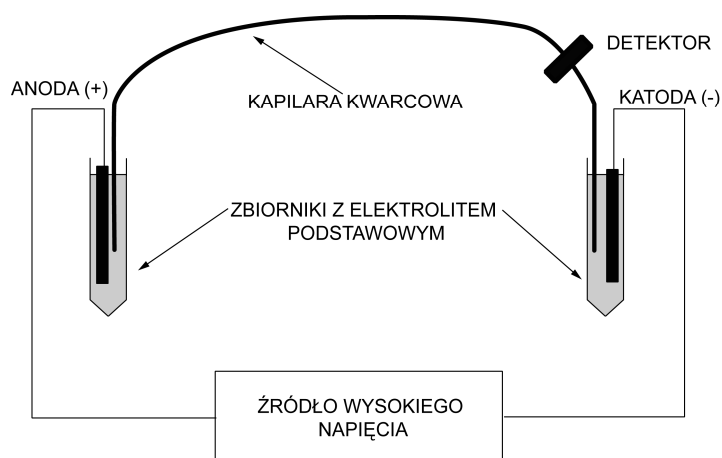 DETEKTOR
ANODA (+)
KAPILARA KWARCOWA
KATODA (-)
ZBIORNIKI Z ELEKTROLITEM
PODSTAWOWYM
ŹRÓDŁO WYSOKIEGO
NAPIĘCIA